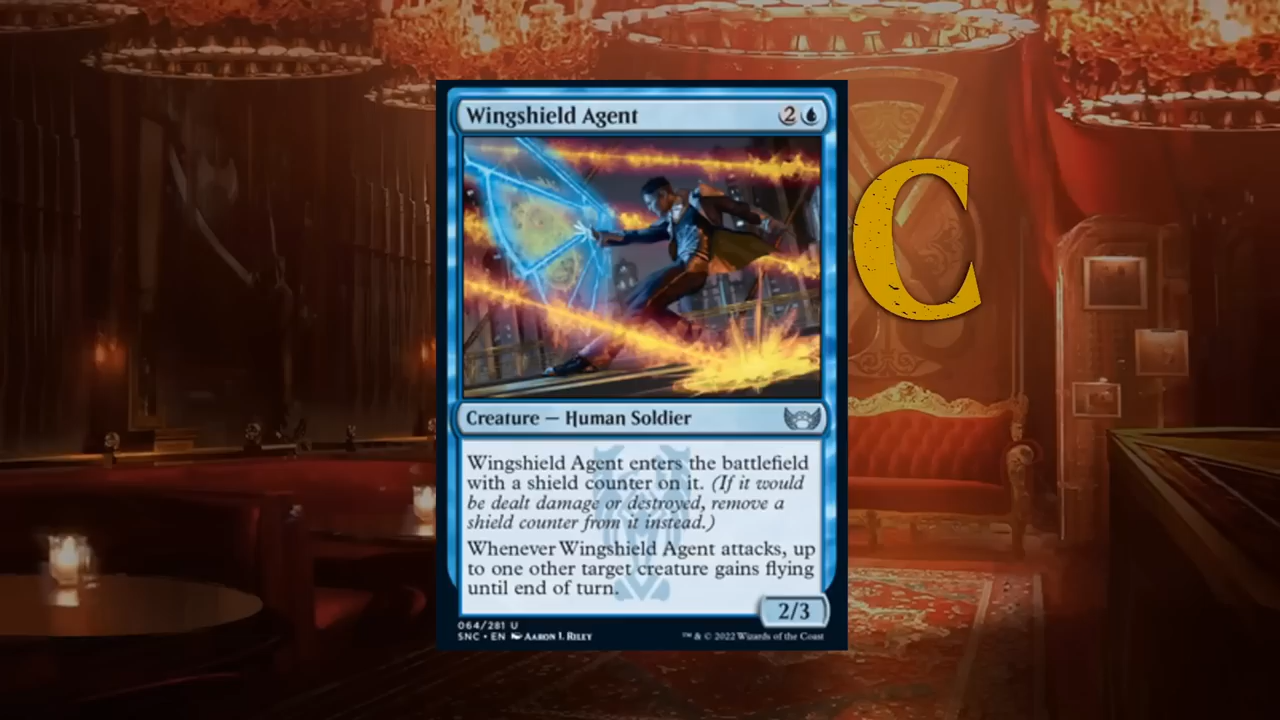 Wingshield Agent 2
C
Creature — Human Soldier
Wingshield Agent enters the battlefield
with a shield counter on it. (If it would
be dealt damage or destroyed, remove a
shield counter from it instead.)
Whenever Wingshield Agent attacks, up
to one other target creature gains flying
until end of turn.
2/3
064/281 U
SNC • EN Aaron J. Riley
™ & © 2022 Wizards of the Coast